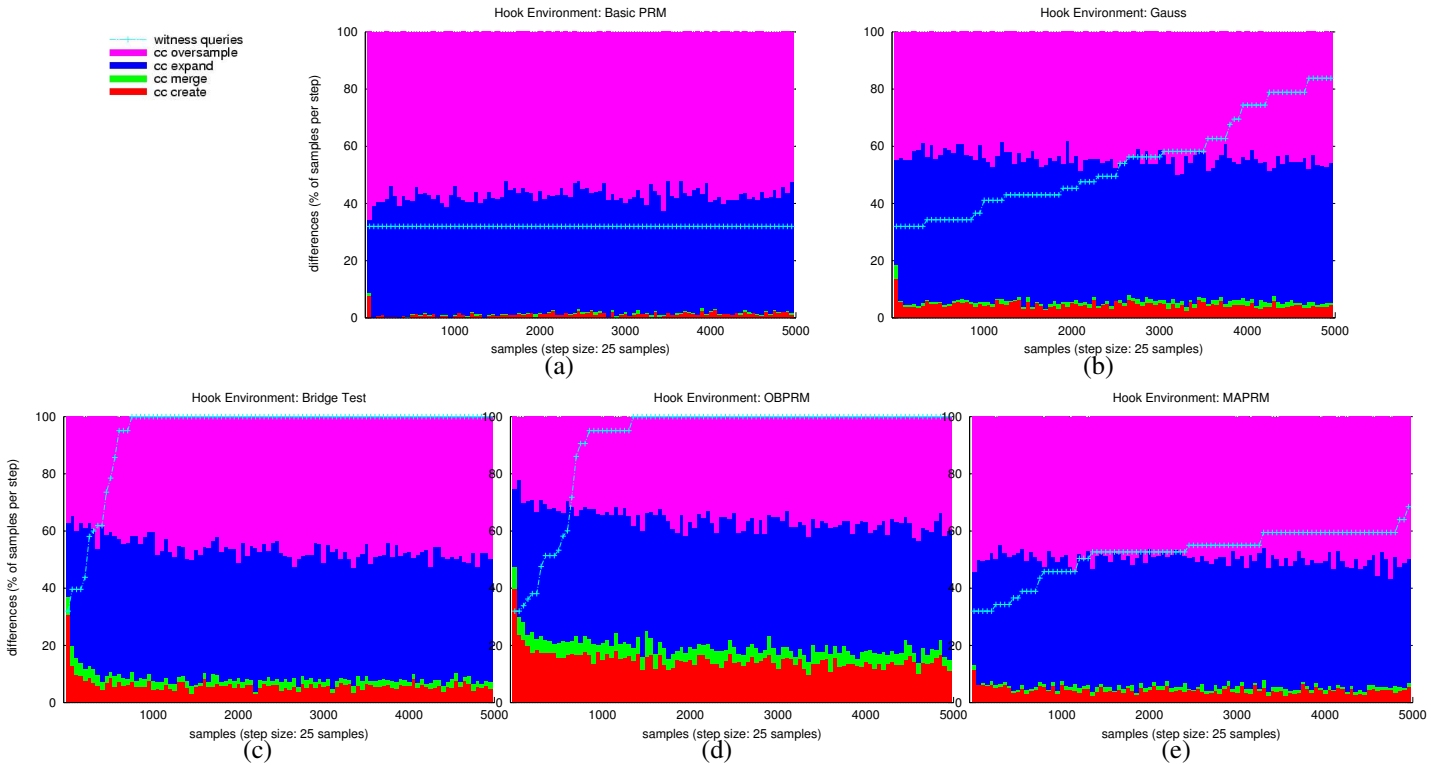 witness queries
cc oversample
cc expand
cc merge
cc create
Hook Environment: Basic PRM
differences (% of samples per step)
100
80
60
40
20
0
1000 2000 3000 4000 5000
samples (step size: 25 samples)
(a)
Hook Environment: Gauss
100
80
60
40
20
0
1000 2000 3000 4000 5000
samples (step size: 25 samples)
(b)
Hook Environment: Bridge Test
differences (% of samples per step)
100
80
60
40
20
0
1000 2000 3000 4000 5000
samples (step size: 25 samples)
(c)
Hook Environment: OBPRM
100
80
60
40
20
0
1000 2000 3000 4000 5000
samples (step size: 25 samples)
(d)
Hook Environment: MAPRM
100
80
60
40
20
0
1000 2000 3000 4000 5000
samples (step size: 25 samples)
(e)